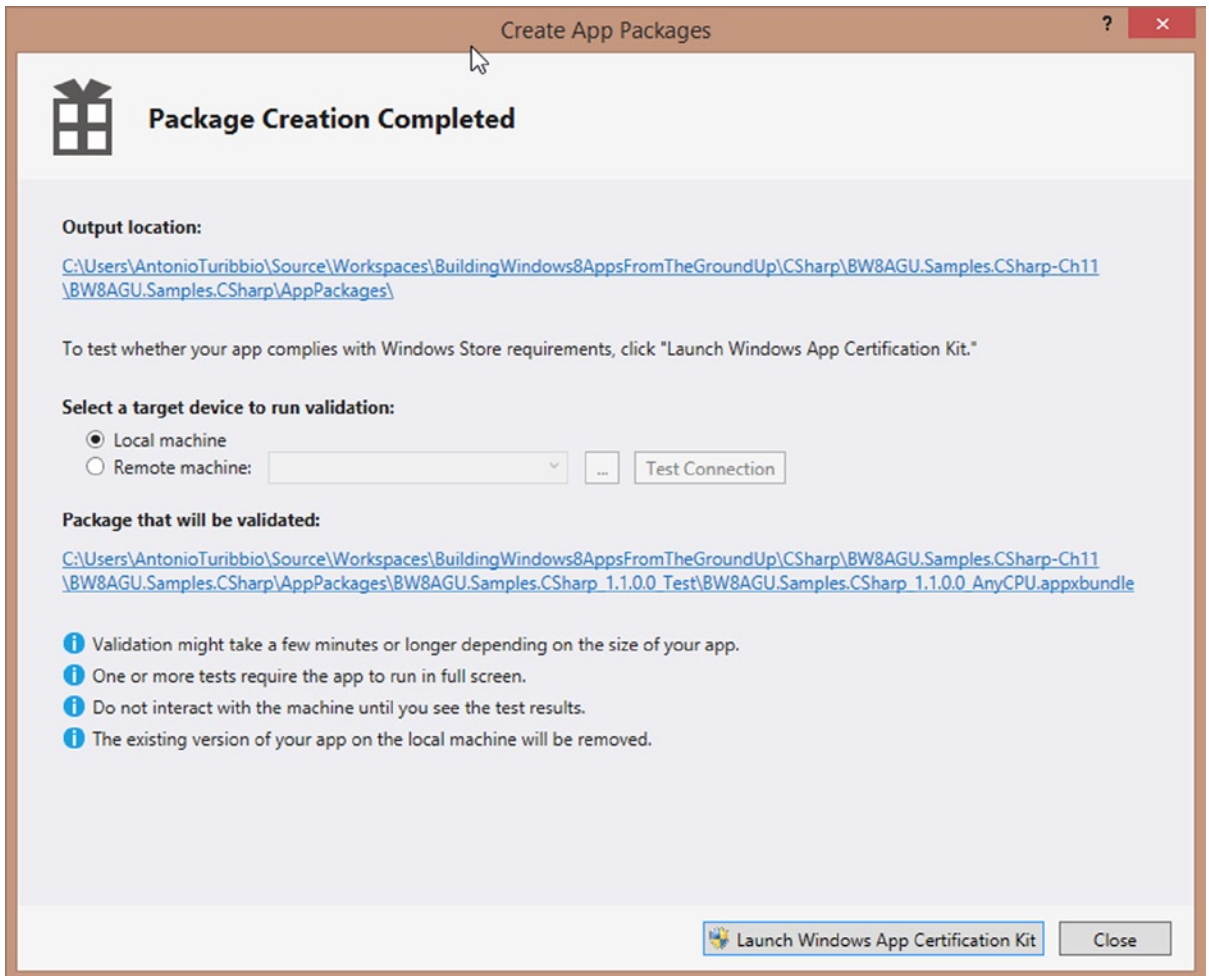 Create App Packages
?
Package Creation Completed
Output location:
C:\Users\AntonioTuribbio\Source\Workspaces\BuildingWindows8AppsFromTheGroundUp\CSharp\BW8AGU.Samples.CSharp-Ch11
\BW8AGU.Samples.CSharp\AppPackages\
To test whether your app complies with Windows Store requirements, click "Launch Windows App Certification Kit."
Select a target device to run validation:
Local machine
Remote machine:
...
Test Connection
Package that will be validated:
C:\Users\AntonioTuribbio\Source\Workspaces\BuildingWindows8AppsFromTheGroundUp\CSharp\BW8AGU.Samples.CSharp-Ch11
\BW8AGU.Samples.CSharp\AppPackages\BW8AGU.Samples.CSharp_1.1.0.0_Test\BW8AGU.Samples.CSharp_1.1.0.0_AnyCPU.appxbundle
Validation might take a few minutes or longer depending on the size of your app.
One or more tests require the app to run in full screen.
Do not interact with the machine until you see the test results.
The existing version of your app on the local machine will be removed.
Launch Windows App Certification Kit
Close